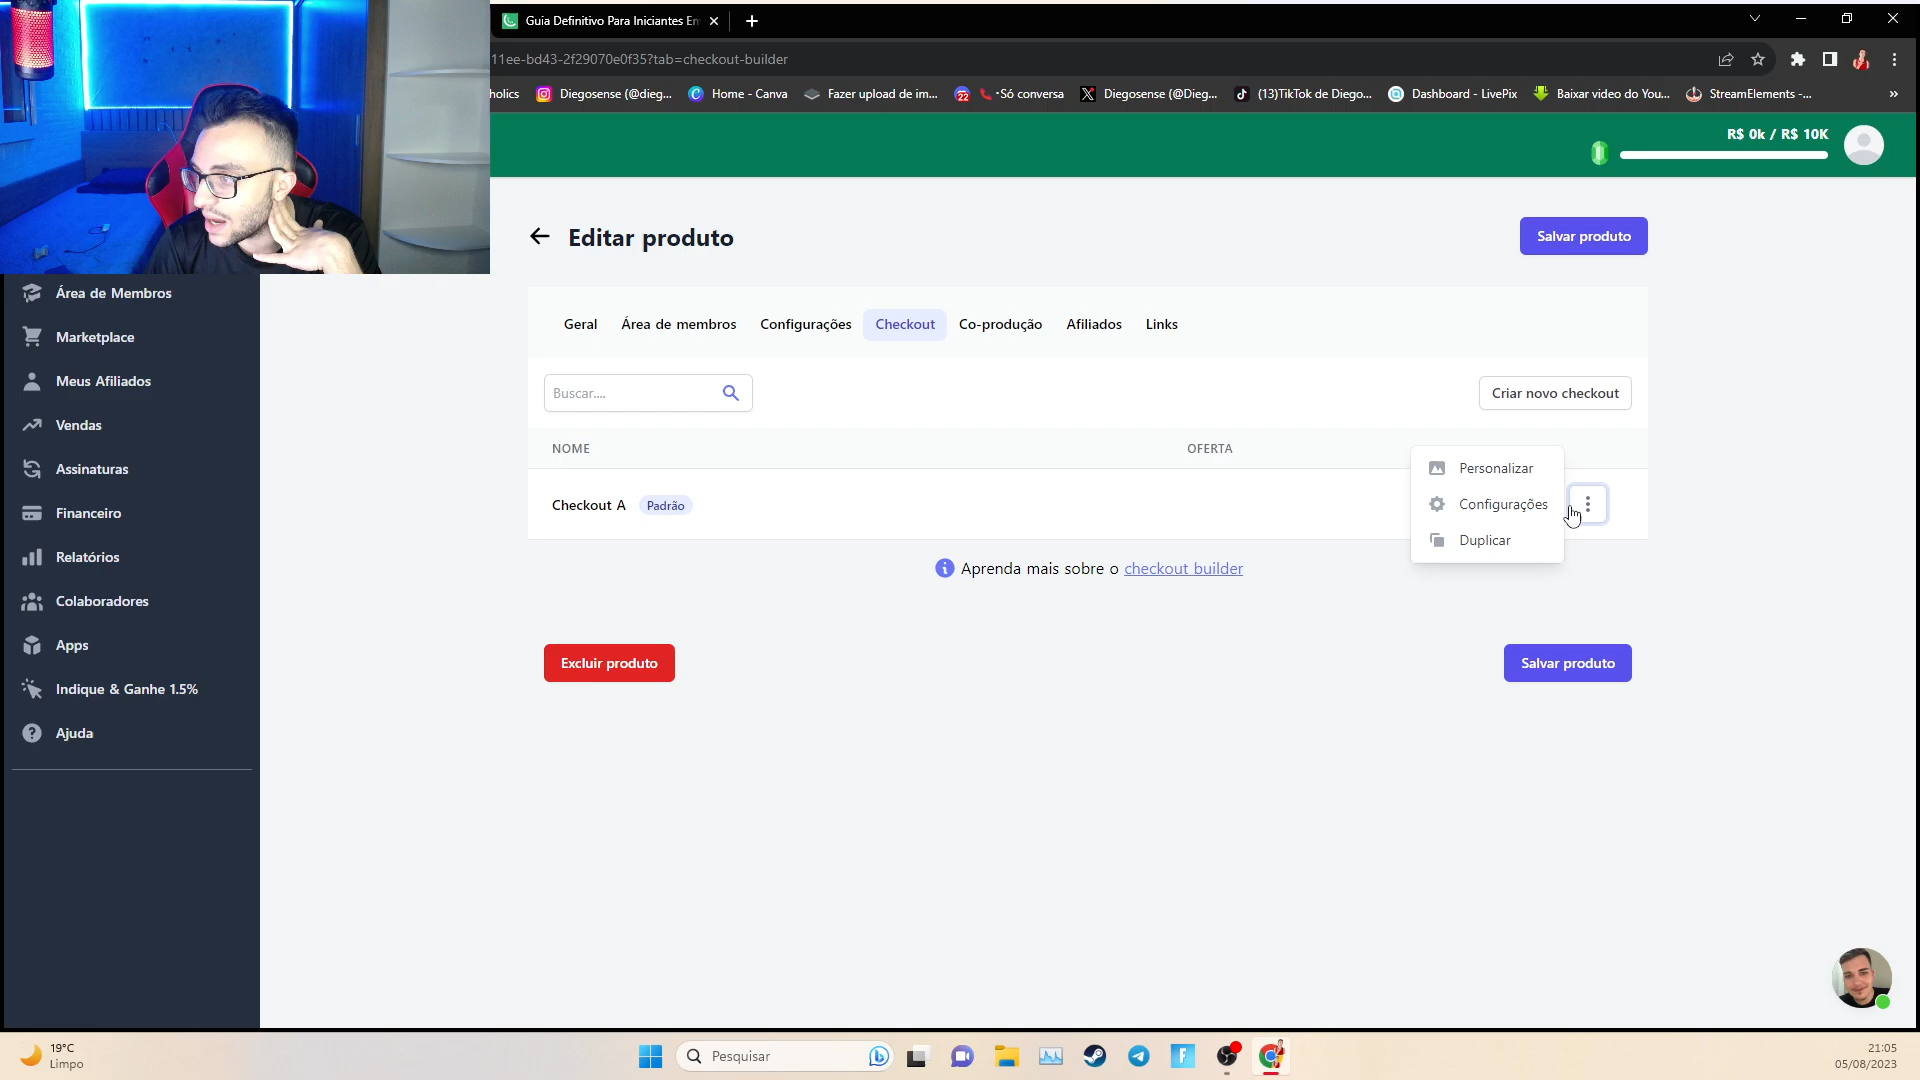 Guia Definitivo Para Iniciantes Em
11ee-bd43-2f29070e0f35?tab=checkout-builder
holics
Diegosense (@dieg...
Home - Canva
Fazer upload de im...
22
Só conversa
Diegosense (@Dieg...
(13)TikTok de Diego...
Dashboard - LivePix
Baixar video do You...
StreamElements -...
»
R$ 0k / R$ 10K
Editar produto
Salvar produto
Área de Membros
Marketplace
Meus Afiliados
Vendas
Assinaturas
Financeiro
Relatórios
Colaboradores
Apps
Indique & Ganhe 1.5%
Ajuda
Geral
Área de membros
Configurações
Checkout
Co-produção
Afiliados
Links
Buscar....
Criar novo checkout
NOME
OFERTA
Checkout A
Padrão
Personalizar
Configurações
Duplicar
Aprenda mais sobre o checkout builder
Excluir produto
Salvar produto
19°C
Limpo
Pesquisar
21:05
05/08/2023